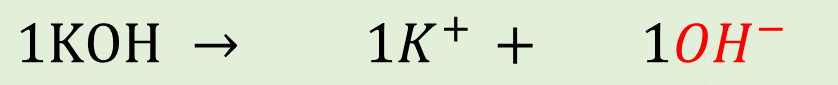 1KOH → 1K⁺ + 1OH⁻